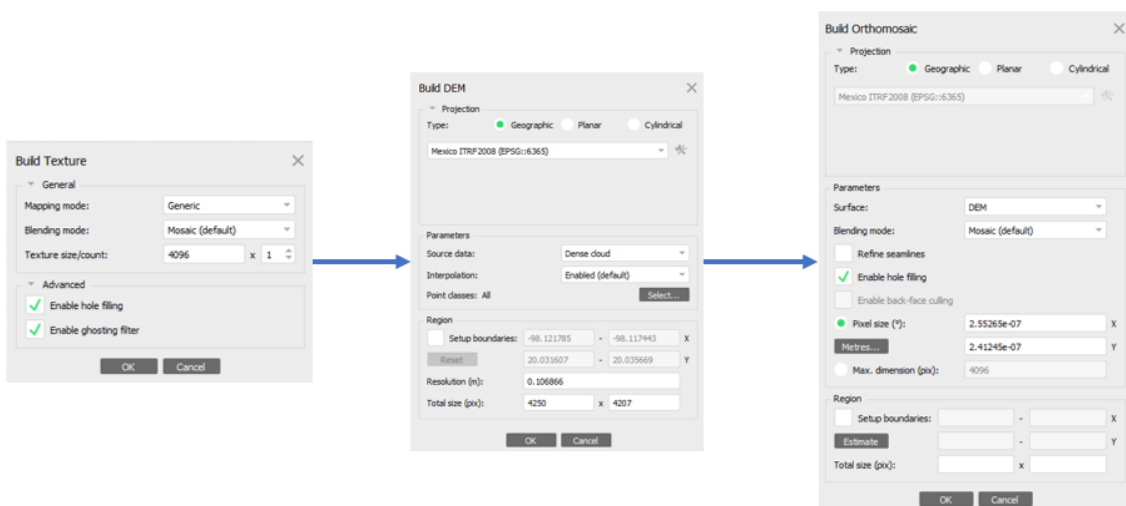 Build Texture
General
Mapping mode: Generic
Blending mode: Mosaic (default)
Texture size/count: 4096 x 1
Advanced
Enable hole filling
Enable ghosting filter
OK Cancel
Build DEM
Projection
Type: Geographic Planar Cylindrical
Mexico ITRF2008 (EPSG::6365)
Parameters
Source data: Dense cloud
Interpolation: Enabled (default)
Point classes: All Select...
Region
Setup boundaries: -98.121785 - -98.117443 X
Reset 20.031607 - 20.035669 Y
Resolution (m): 0.106866
Total size (pix): 4250 x 4207
OK Cancel
Build Orthomosaic
Projection
Type: Geographic Planar Cylindrical
Mexico ITRF2008 (EPSG::6365)
Parameters
Surface: DEM
Blending mode: Mosaic (default)
Refine seamlines
Enable hole filling
Enable back-face culling
Pixel size (°): 2.55265e-07 X
Metres... 2.41245e-07 Y
Max. dimension (pix): 4096
Region
Setup boundaries: - X
Estimate - Y
Total size (pix): x
OK Cancel